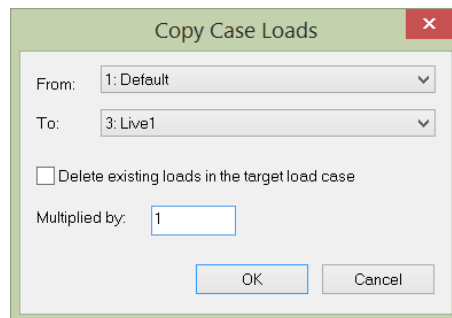 Copy Case Loads
From: 1: Default
To: 3: Live1
Delete existing loads in the target load case
Multiplied by: 1
OK Cancel